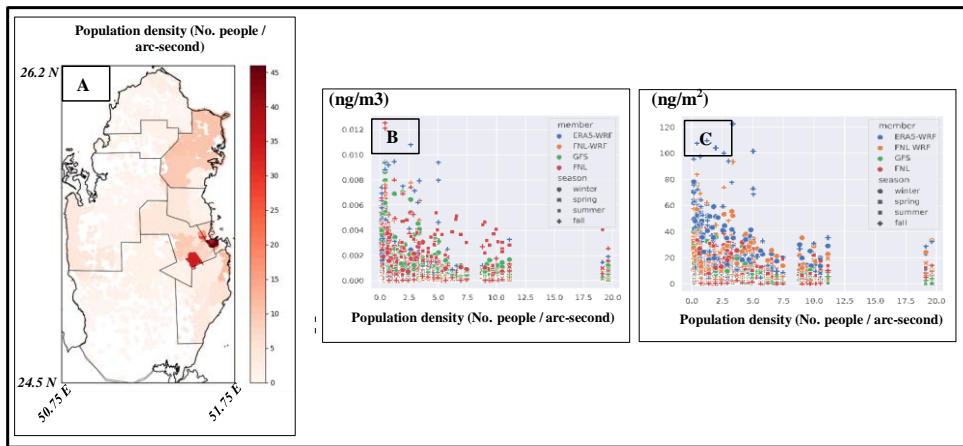 Population density (No. people /
arc-second)
26.2 N
A
45
40
35
30
25
20
15
10
5
0
24.5 N
50.75 E
51.75 E
(ng/m3)
B
0.012
0.010
0.008
0.006
0.004
0.002
0.000
member
ERA5-WRF
FNL-WRF
GFS
FNL
season
winter
spring
summer
fall
0.0 2.5 5.0 7.5 10.0 12.5 15.0 17.5 20.0
Population density (No. people / arc-second)
(ng/m²)
C
120
100
80
60
40
20
0
member
ERA5-WRF
FNL WRF
GFS
FNL
season
winter
spring
summer
fall
0.0 2.5 5.0 7.5 10.0 12.5 15.0 17.5 20.0
Population density (No. people / arc-second)